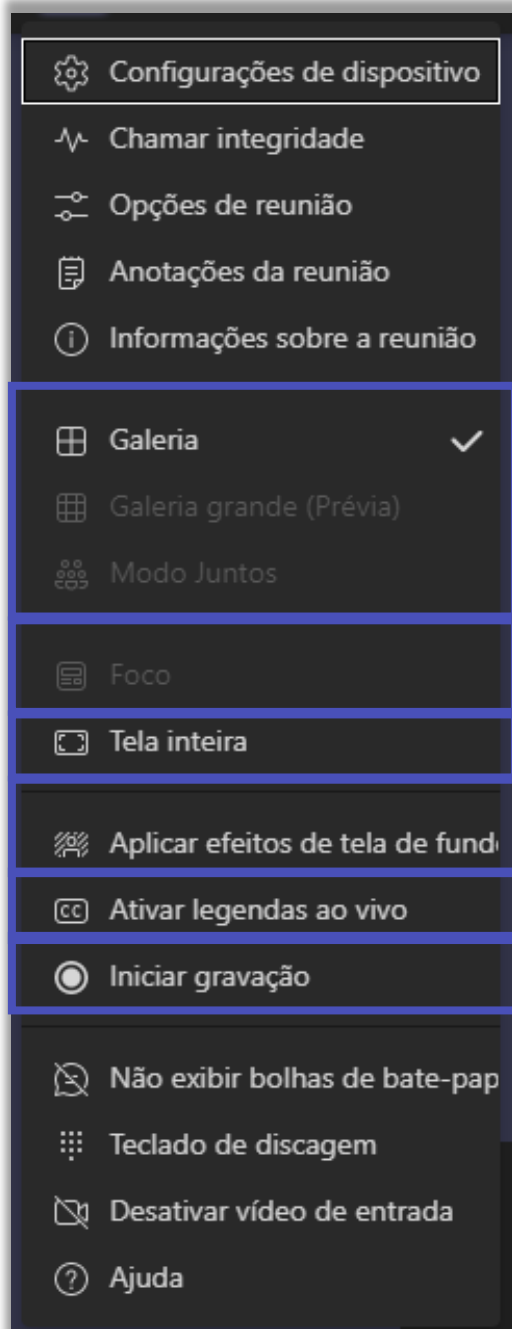 Configurações de dispositivo
Chamar integridade
Opções de reunião
Anotações da reunião
Informações sobre a reunião
Galeria
Galeria grande (Prévia)
Modo Juntos
Foco
Tela inteira
Aplicar efeitos de tela de fund
CC Ativar legendas ao vivo
Iniciar gravação
Não exibir bolhas de bate-pap
Teclado de discagem
Desativar vídeo de entrada
Ajuda